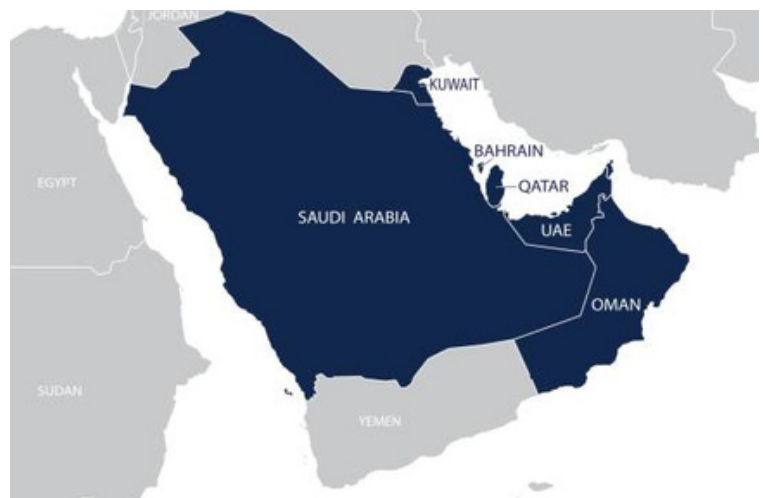 JORDAN
KUWAIT
BAHRAIN
EGYPT
QATAR
SAUDI ARABIA
UAE
OMAN
SUDAN
YEMEN